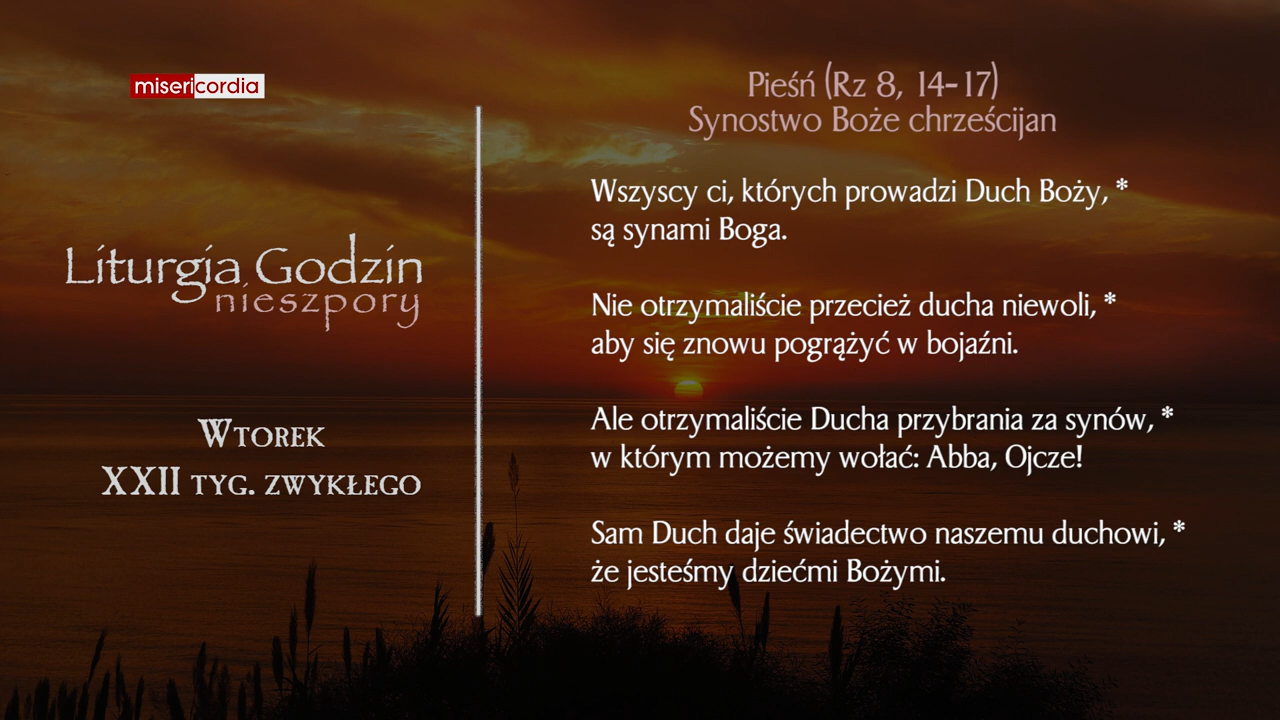 misericordia
Liturgia Godzin
nieszpory
Wtorek
XXII tyg. zwykłego
Pieśń (Rz 8, 14-17)
Synostwo Boże chrześcijan
Wszyscy ci, których prowadzi Duch Boży, *
są synami Boga.
Nie otrzymaliście przecież ducha niewoli, *
aby się znowu pogrążyć w bojaźni.
Ale otrzymaliście Ducha przybrania za synów, *
w którym możemy wołać: Abba, Ojcze!
Sam Duch daje świadectwo naszemu duchowi, *
że jesteśmy dziećmi Bożymi.